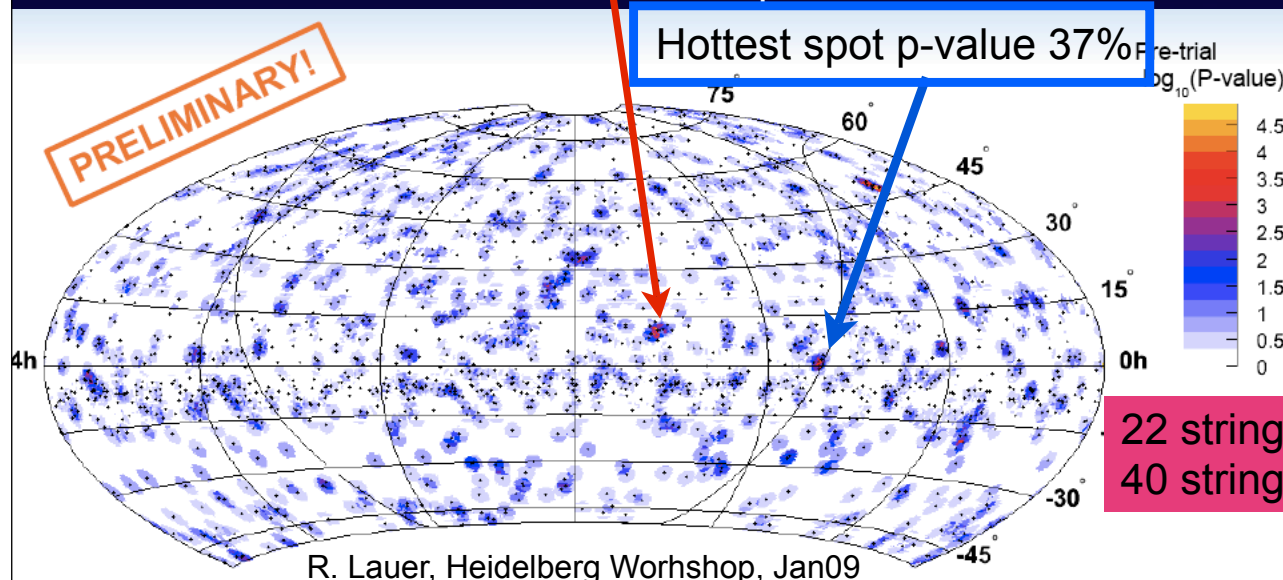 Hottest spot p-value 37%
Pre-trial
log₁₀(P-value)
PRELIMINARY!
75°
60°
45°
30°
15°
4h
0h
-30°
-45°
4.5
4
3.5
3
2.5
2
1.5
1
0.5
0
22 string
40 string
R. Lauer, Heidelberg Worhshop, Jan09